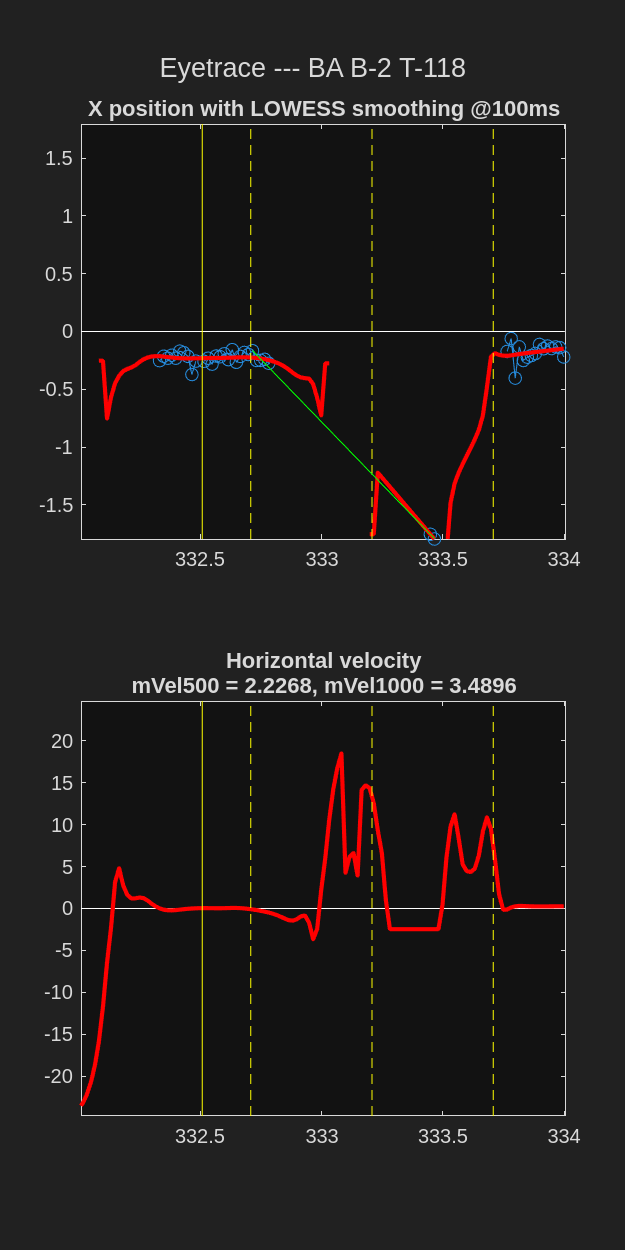 Eyetrace --- BA B-2 T-118
X position with LOWESS smoothing @100ms
1.5
1
0.5
0
-0.5
-1
-1.5
332.5 333 333.5 334
Horizontal velocity
mVel500 = 2.2268, mVel1000 = 3.4896
20
15
10
5
0
-5
-10
-15
-20
332.5 333 333.5 334